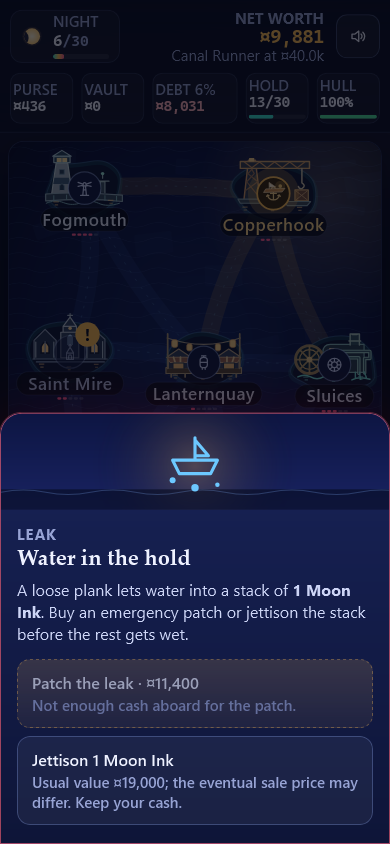 NIGHT
6/30
NET WORTH
¤9,881
Canal Runner at ¤40.0k
PURSE
¤436
VAULT
¤0
DEBT 6%
¤8,031
HOLD
13/30
HULL
100%
Fogmouth
Copperhook
!
Saint Mire
Lanternquay
Sluices
LEAK
Water in the hold
A loose plank lets water into a stack of 1 Moon
Ink. Buy an emergency patch or jettison the stack
before the rest gets wet.
Patch the leak · ¤11,400
Not enough cash aboard for the patch.
Jettison 1 Moon Ink
Usual value ¤19,000; the eventual sale price may
differ. Keep your cash.